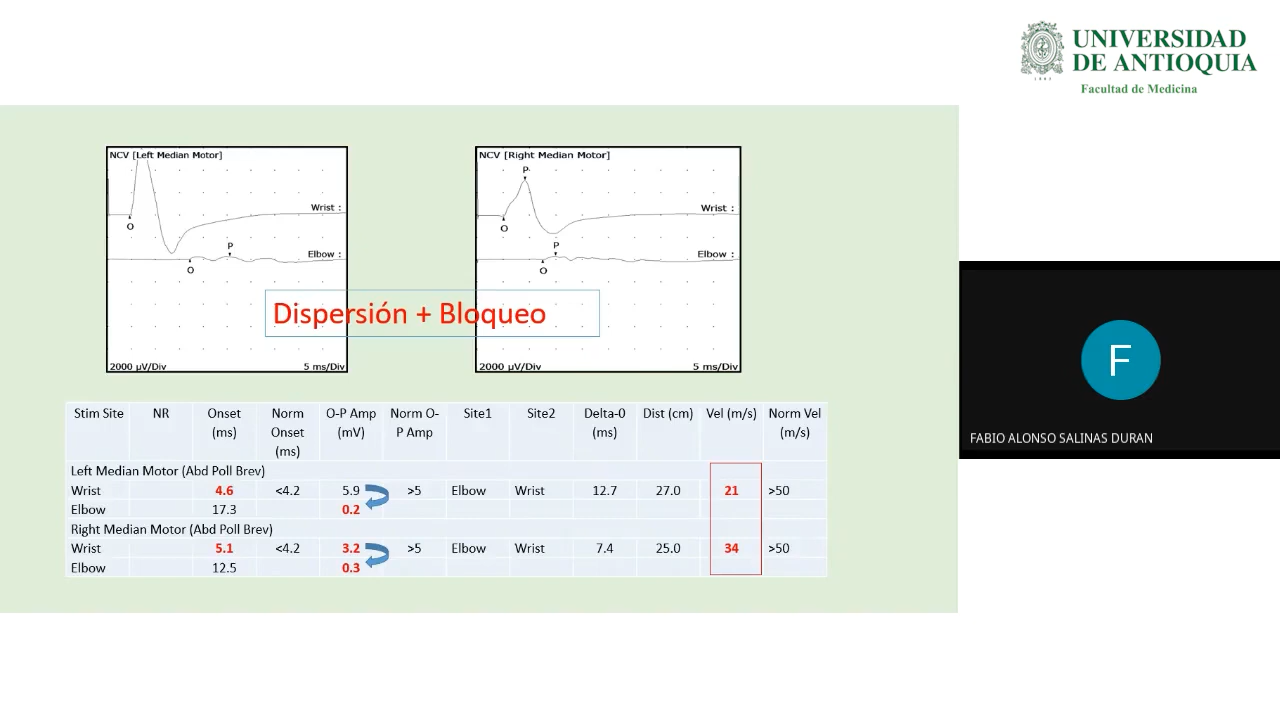 UNIVERSIDAD
DE ANTIOQUIA
Facultad de Medicina
1803
NCV [Left Median Motor]
Wrist :
O
P
Elbow :
O
2000 µV/Div 5 ms/Div
NCV [Right Median Motor]
P
Wrist :
O
P
Elbow :
O
2000 µV/Div 5 ms/Div
Dispersión + Bloqueo
Stim Site NR Onset (ms) Norm Onset (ms) O-P Amp (mV) Norm O-P Amp Site1 Site2 Delta-0 (ms) Dist (cm) Vel (m/s) Norm Vel (m/s)
Left Median Motor (Abd Poll Brev)
Wrist 4.6 <4.2 5.9 >5 Elbow Wrist 12.7 27.0 21 >50
Elbow 17.3 0.2
Right Median Motor (Abd Poll Brev)
Wrist 5.1 <4.2 3.2 >5 Elbow Wrist 7.4 25.0 34 >50
Elbow 12.5 0.3
F
FABIO ALONSO SALINAS DURAN